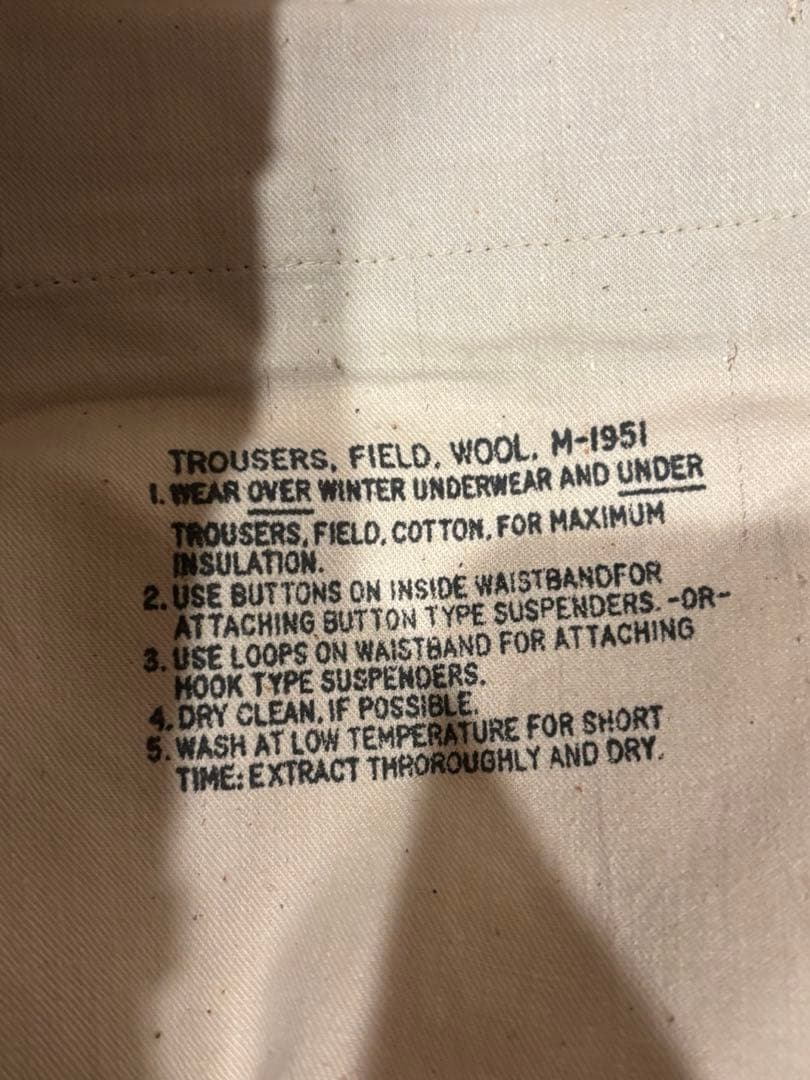 TROUSERS, FIELD, WOOL, M-1951
1. WEAR OVER WINTER UNDERWEAR AND UNDER
TROUSERS, FIELD, COTTON, FOR MAXIMUM
INSULATION.
2. USE BUTTONS ON INSIDE WAISTBANDFOR
ATTACHING BUTTON TYPE SUSPENDERS. -OR-
3. USE LOOPS ON WAISTBAND FOR ATTACHING
HOOK TYPE SUSPENDERS.
4. DRY CLEAN, IF POSSIBLE.
5. WASH AT LOW TEMPERATURE FOR SHORT
TIME: EXTRACT THROROUGHLY AND DRY.